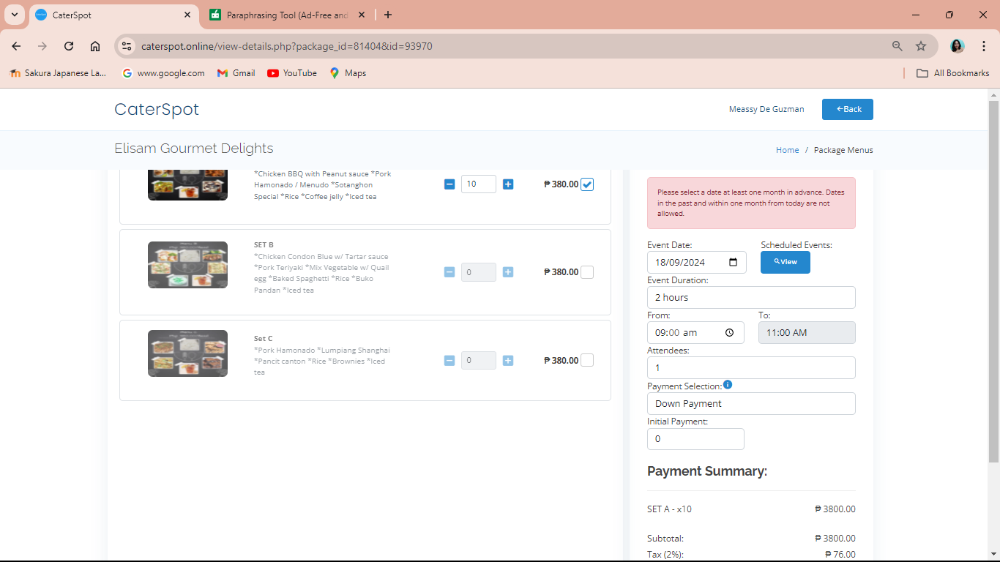 CaterSpot
Paraphrasing Tool (Ad-Free and
caterspot.online/view-details.php?package_id=81404&id=93970
Sakura Japanese La...
www.google.com
Gmail
YouTube
Maps
All Bookmarks
CaterSpot
Meassy De Guzman
←Back
Elisam Gourmet Delights
Home / Package Menus
*Chicken BBQ with Peanut sauce *Pork
Hamonado / Menudo *Sotanghon
Special *Rice *Coffee jelly *Iced tea
10
₱ 380.00
SET B
*Chicken Condon Blue w/ Tartar sauce
*Pork Teriyaki *Mix Vegetable w/ Quail
egg *Baked Spaghetti *Rice *Buko
Pandan *Iced tea
0
₱ 380.00
Set C
*Pork Hamonado *Lumpiang Shanghai
*Pancit canton *Rice *Brownies *Iced
tea
0
₱ 380.00
Please select a date at least one month in advance. Dates
in the past and within one month from today are not
allowed.
Event Date:
Scheduled Events:
18/09/2024
View
Event Duration:
2 hours
From:
To:
09:00 am
11:00 AM
Attendees:
1
Payment Selection:
Down Payment
Initial Payment:
0
Payment Summary:
SET A - x10
₱ 3800.00
Subtotal:
₱ 3800.00
Tax (2%):
₱ 76.00